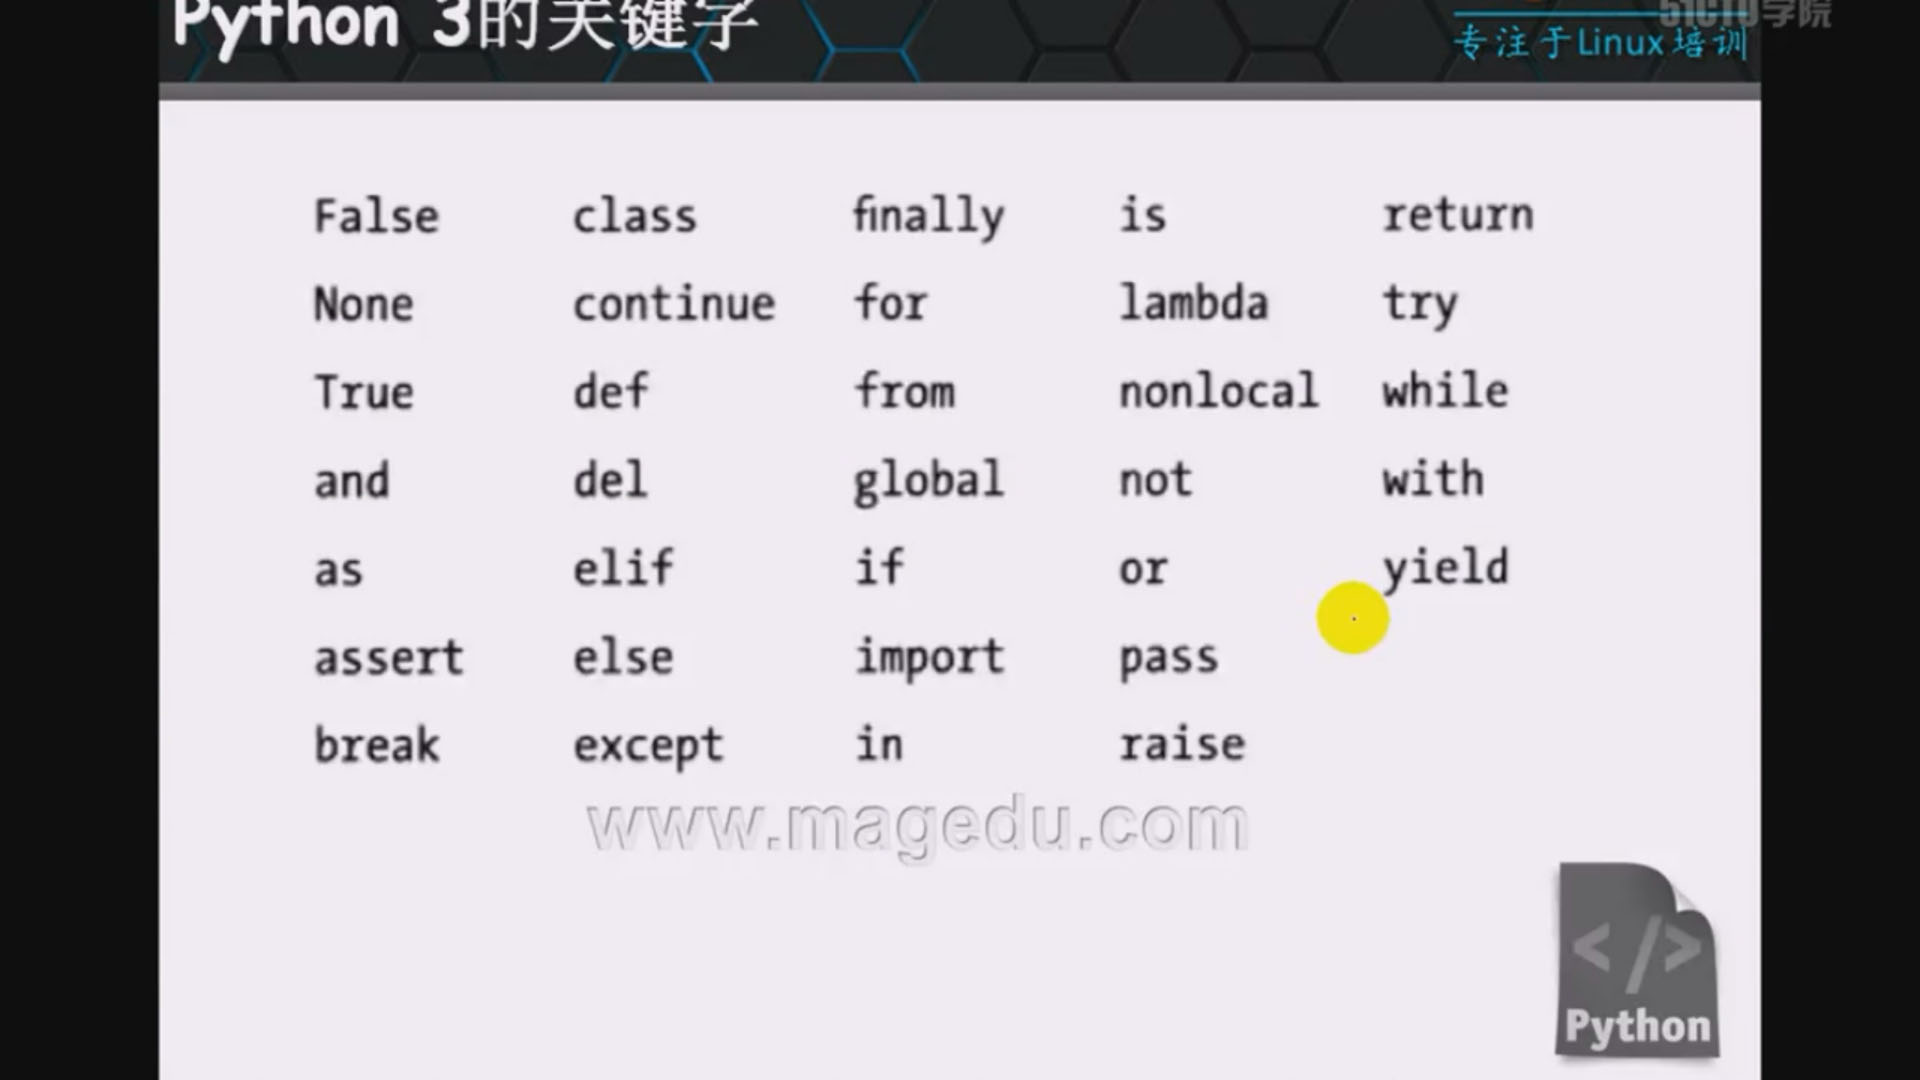 Python 3的关键字
51CTO学院
专注于Linux培训
False class finally is return
None continue for lambda try
True def from nonlocal while
and del global not with
as elif if or yield
assert else import pass
break except in raise
www.magedu.com
</>
Python